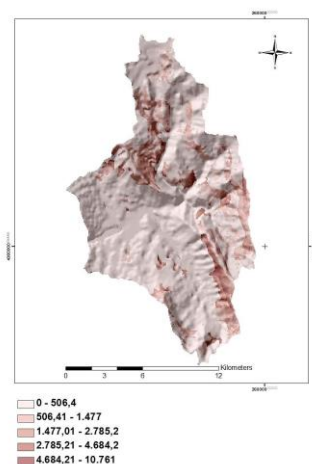 Kilometers
0 3 6 12
0 - 506,4
506,41 - 1.477
1.477,01 - 2.785,2
2.785,21 - 4.684,2
4.684,21 - 10.761